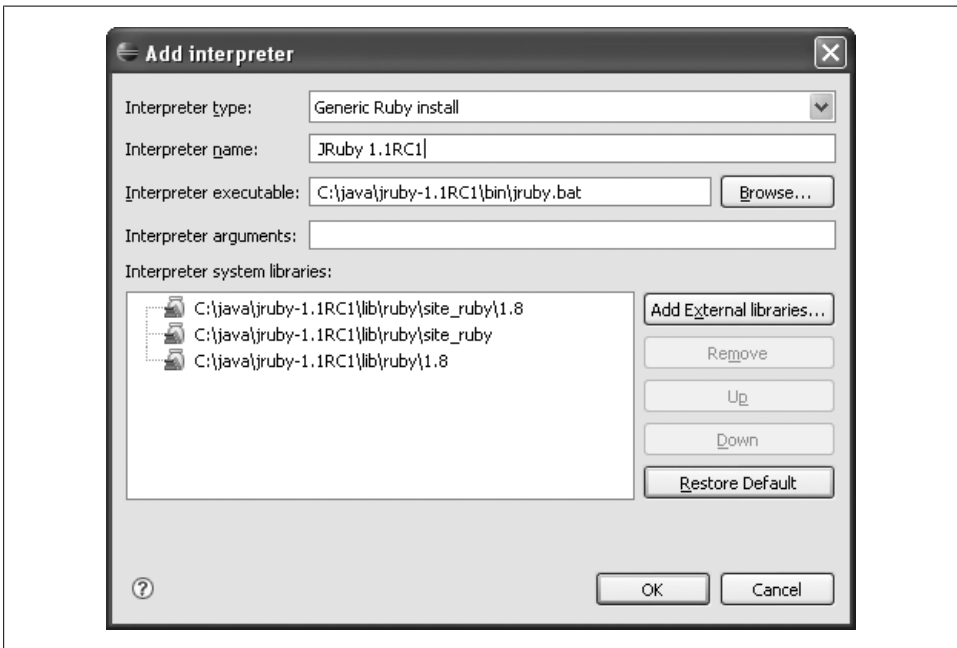 Add interpreter
Interpreter type: Generic Ruby install
Interpreter name: JRuby 1.1RC1
Interpreter executable: C:\java\jruby-1.1RC1\bin\jruby.bat Browse...
Interpreter arguments:
Interpreter system libraries:
C:\java\jruby-1.1RC1\lib\ruby\site_ruby\1.8
C:\java\jruby-1.1RC1\lib\ruby\site_ruby
C:\java\jruby-1.1RC1\lib\ruby\1.8
Add External libraries...
Remove
Up
Down
Restore Default
?
OK Cancel